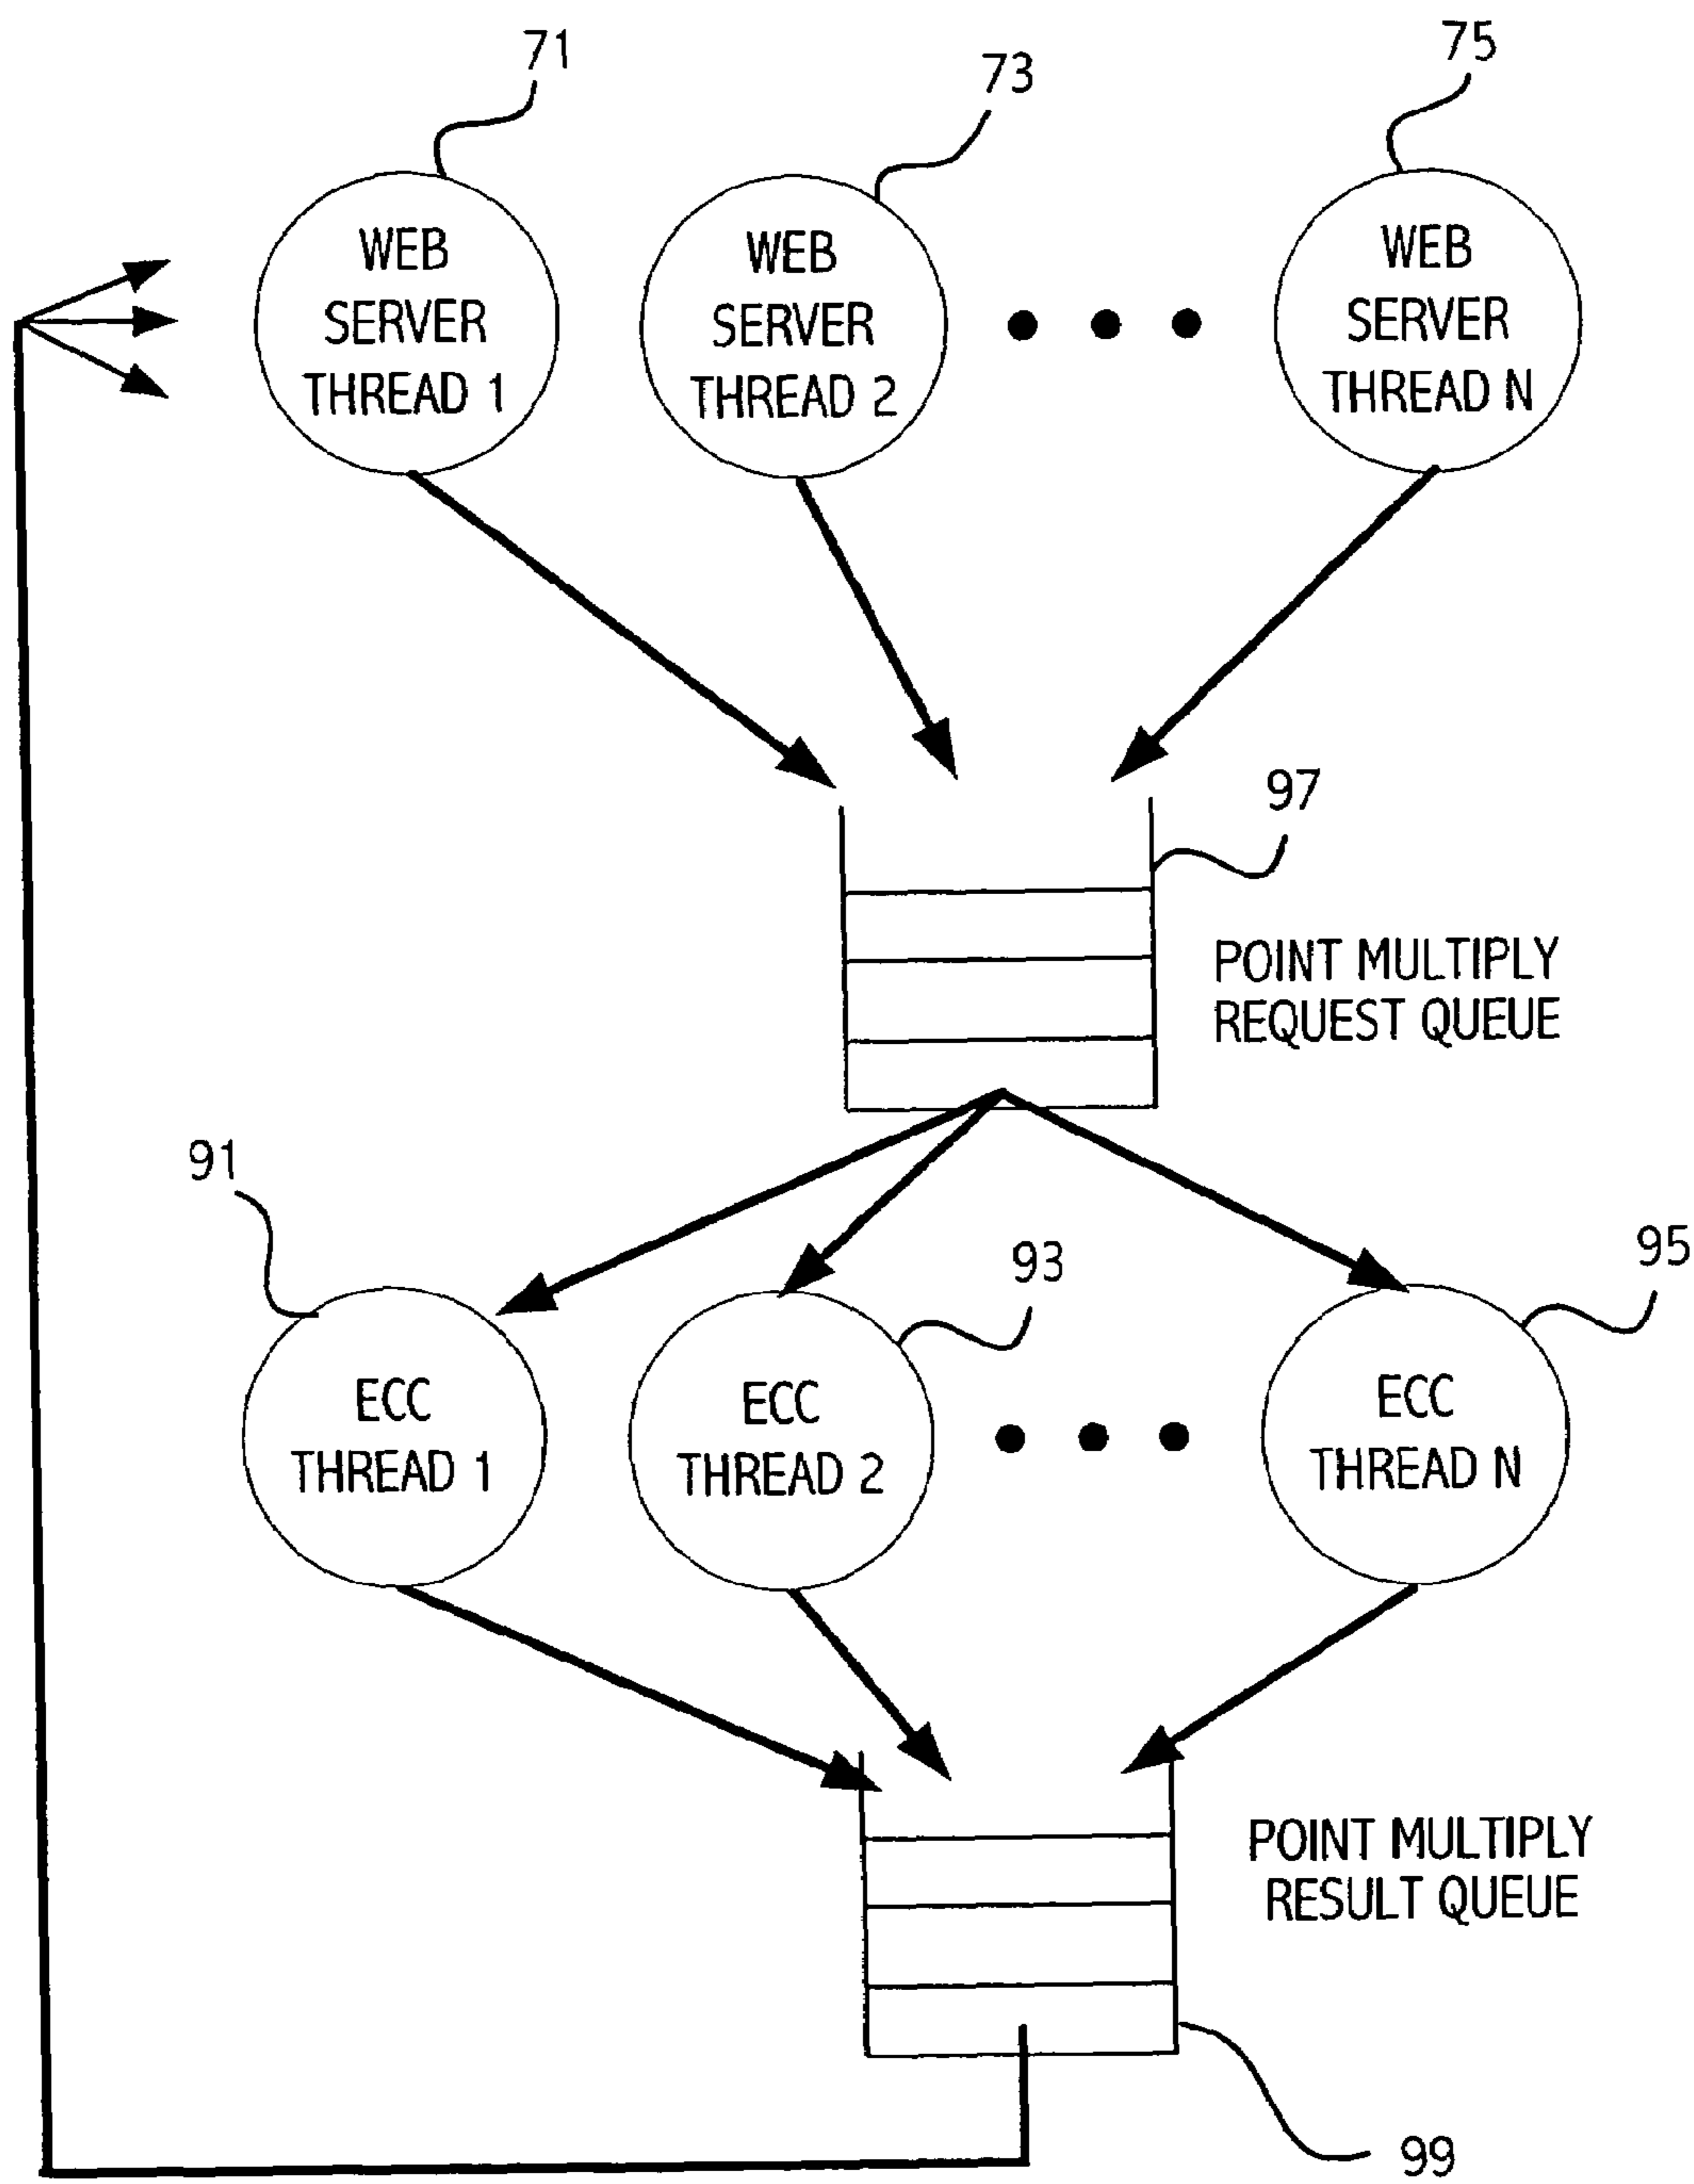 71
73
75
WEB
SERVER
THREAD 1
WEB
SERVER
THREAD 2
WEB
SERVER
THREAD N
97
POINT MULTIPLY
REQUEST QUEUE
91
93
95
ECC
THREAD 1
ECC
THREAD 2
ECC
THREAD N
POINT MULTIPLY
RESULT QUEUE
99